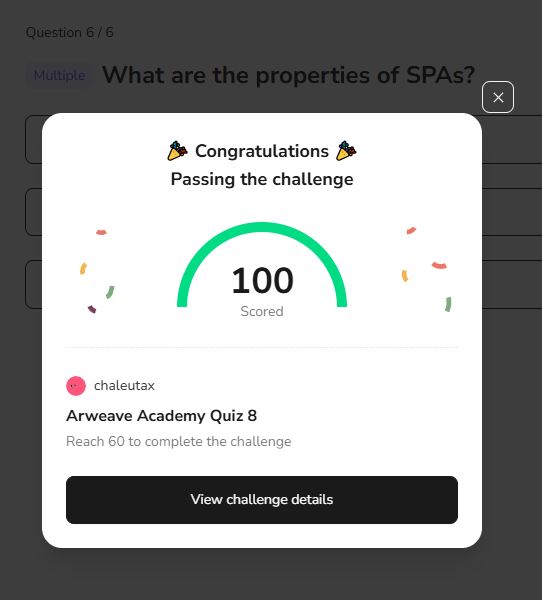 Question 6 / 6
Multiple What are the properties of SPAs?
Congratulations
Passing the challenge
100
Scored
chaleutax
Arweave Academy Quiz 8
Reach 60 to complete the challenge
View challenge details